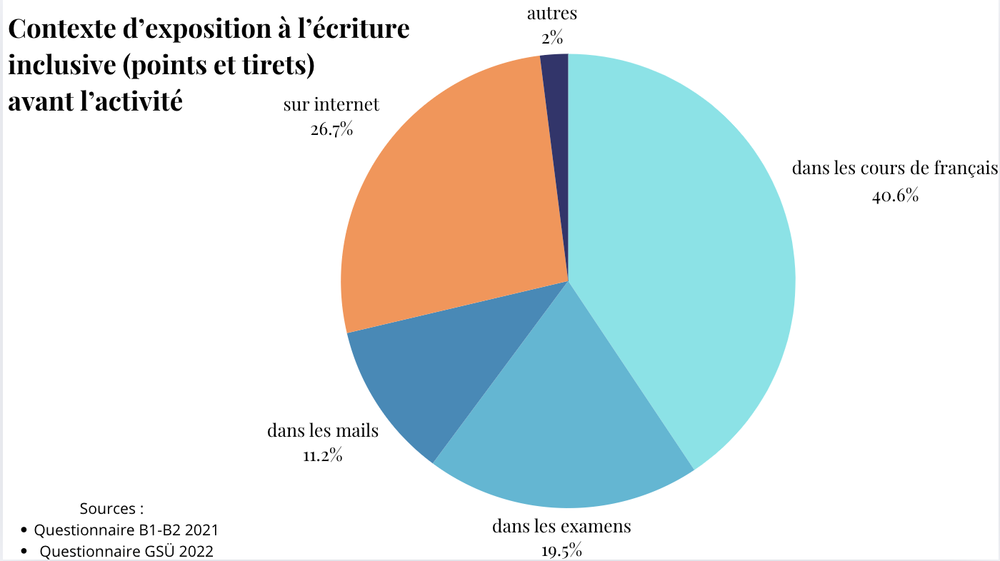 Contexte d’exposition à l’écriture
inclusive (points et tirets)
avant l’activité
autres
2%
sur internet
26.7%
dans les cours de français
40.6%
dans les mails
11.2%
dans les examens
19.5%
Sources :
• Questionnaire B1-B2 2021
• Questionnaire GSÜ 2022